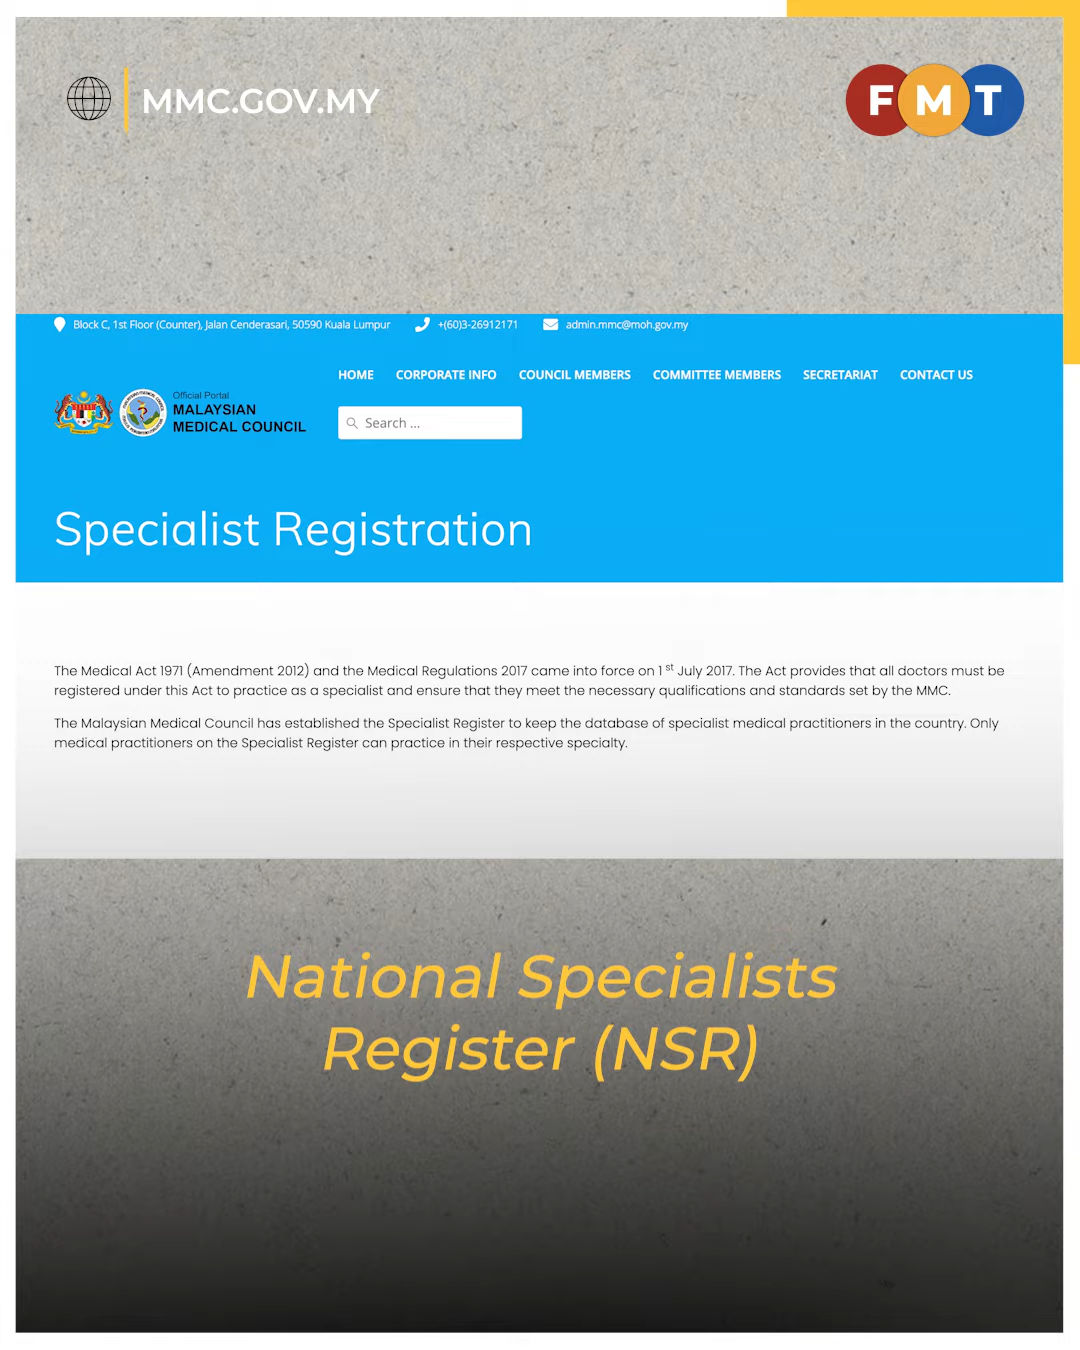 MMC.GOV.MY
FMT
Block C, 1st Floor (Counter), Jalan Cenderasari, 50590 Kuala Lumpur +(60)3-26912171 admin.mmc@moh.gov.my
HOME CORPORATE INFO COUNCIL MEMBERS COMMITTEE MEMBERS SECRETARIAT CONTACT US
Official Portal
MALAYSIAN
MEDICAL COUNCIL
Search ...
Specialist Registration
The Medical Act 1971 (Amendment 2012) and the Medical Regulations 2017 came into force on 1 st July 2017. The Act provides that all doctors must be
registered under this Act to practice as a specialist and ensure that they meet the necessary qualifications and standards set by the MMC.
The Malaysian Medical Council has established the Specialist Register to keep the database of specialist medical practitioners in the country. Only
medical practitioners on the Specialist Register can practice in their respective specialty.
National Specialists
Register (NSR)